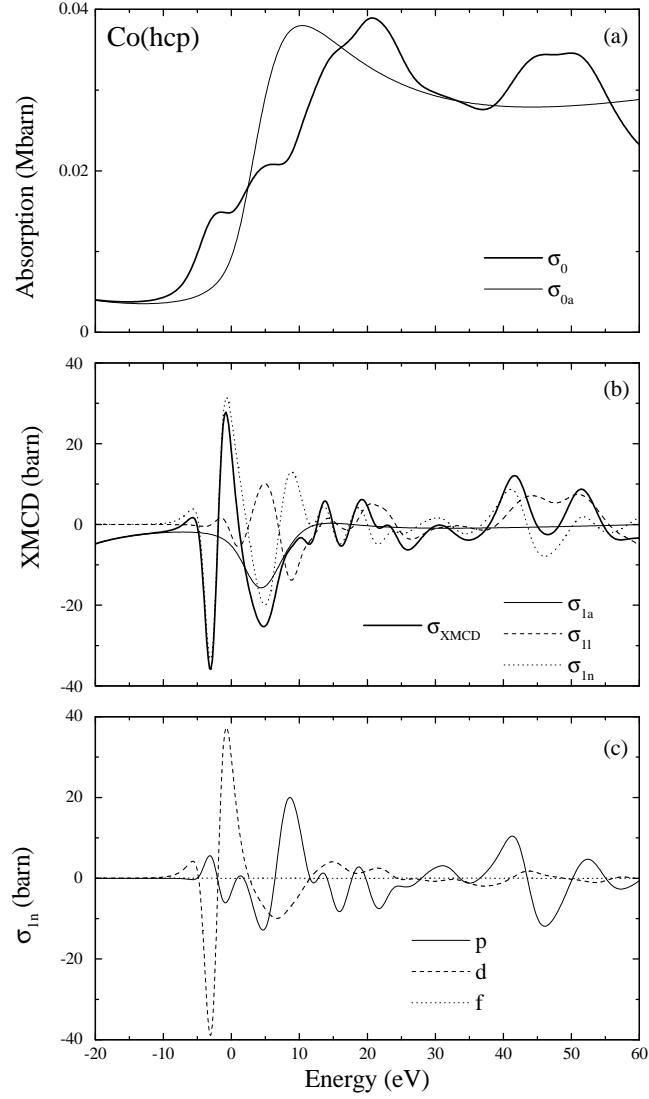 Co(hcp)
(a)
0.04
0.02
0
Absorption (Mbarn)
σ₀
σ₀ₐ
(b)
40
20
0
-20
-40
XMCD (barn)
σ_XMCD
σ₁ₐ
σ₁ₗ
σ₁ₙ
(c)
40
20
0
-20
-40
σ₁ₙ (barn)
p
d
f
-20 -10 0 10 20 30 40 50 60
Energy (eV)